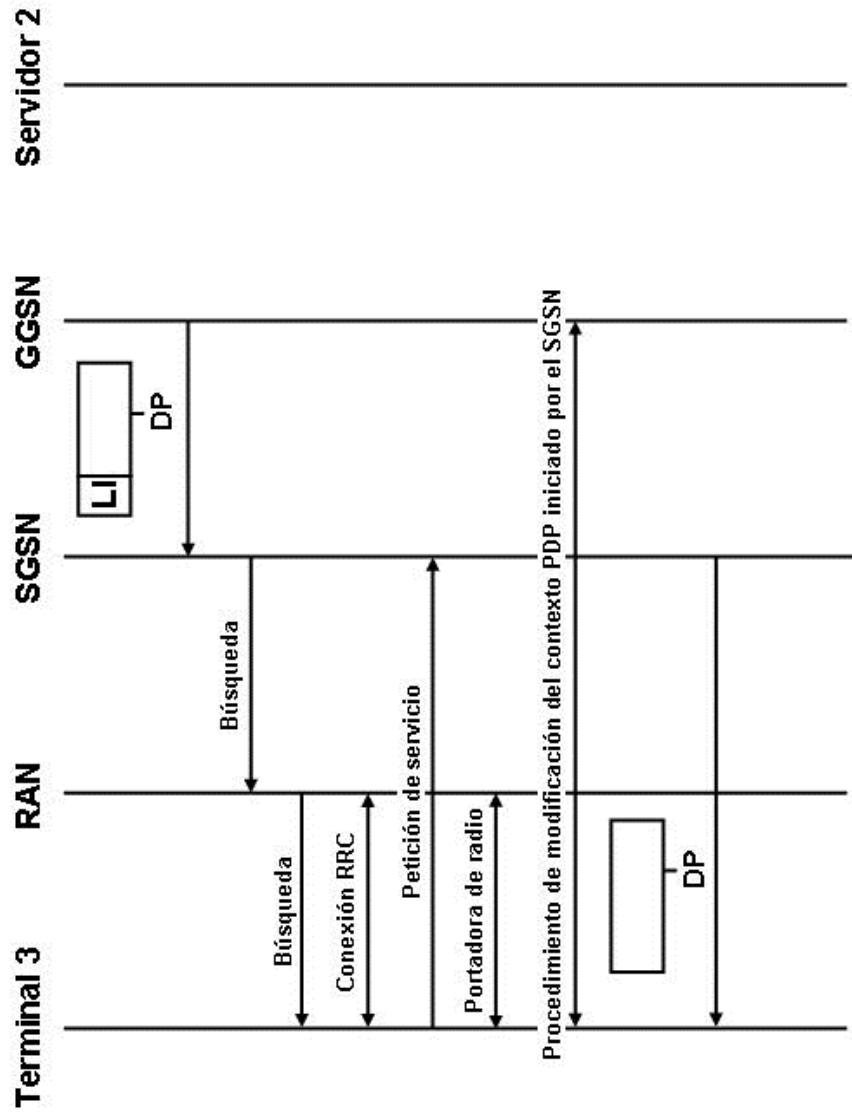 Terminal 3
RAN
SGSN
GGSN
Servidor 2
LI
DP
Búsqueda
Búsqueda
Conexión RRC
Petición de servicio
Portadora de radio
Procedimiento de modificación del contexto PDP iniciado por el SGSN
DP